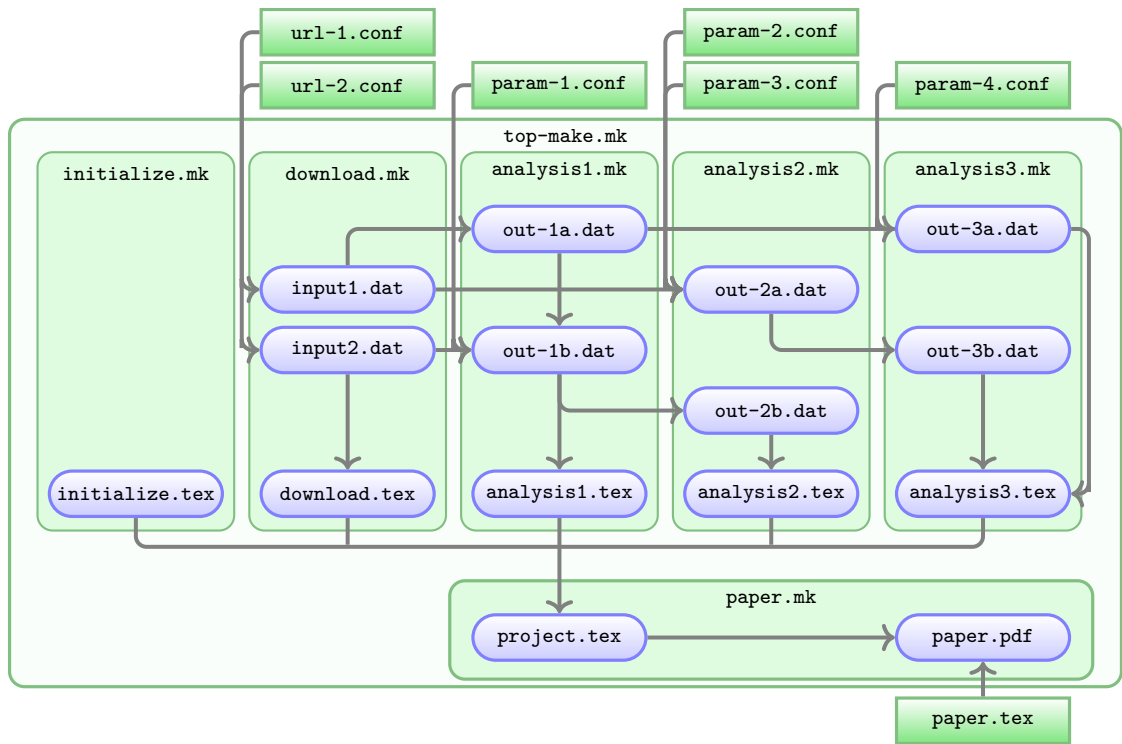 url-1.conf
param-2.conf
url-2.conf
param-1.conf
param-3.conf
param-4.conf
top-make.mk
initialize.mk
download.mk
analysis1.mk
analysis2.mk
analysis3.mk
out-1a.dat
out-3a.dat
input1.dat
out-2a.dat
input2.dat
out-1b.dat
out-3b.dat
out-2b.dat
initialize.tex
download.tex
analysis1.tex
analysis2.tex
analysis3.tex
paper.mk
project.tex
paper.pdf
paper.tex